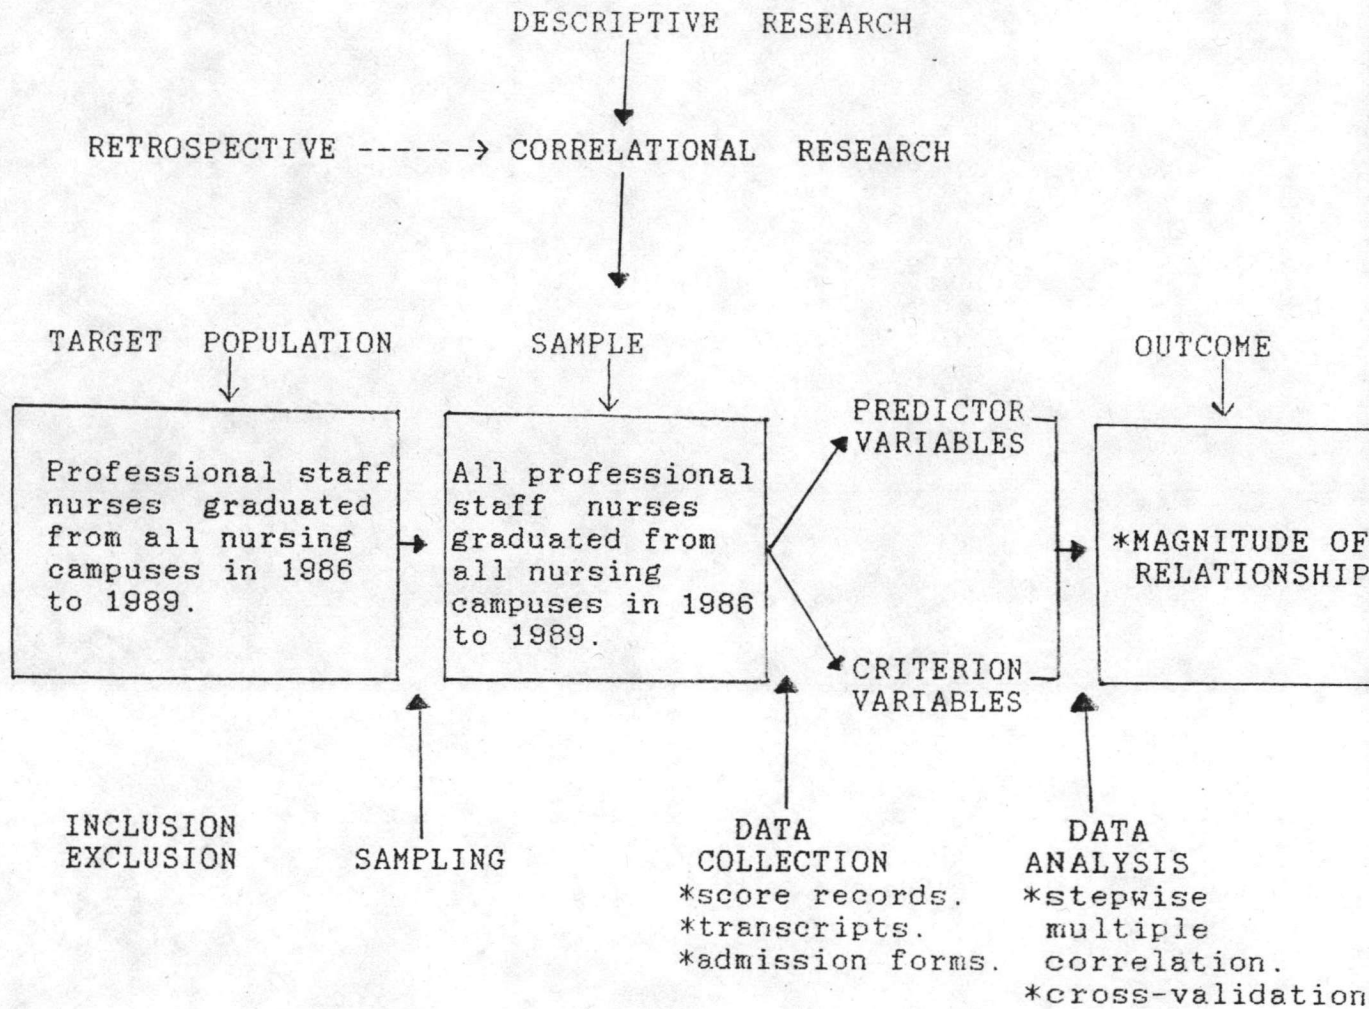 DESCRIPTIVE RESEARCH
RETROSPECTIVE ------> CORRELATIONAL RESEARCH
TARGET POPULATION
SAMPLE
OUTCOME
Professional staff
nurses graduated
from all nursing
campuses in 1986
to 1989.
All professional
staff nurses
graduated from
all nursing
campuses in 1986
to 1989.
PREDICTOR
VARIABLES
CRITERION
VARIABLES
*MAGNITUDE OF
RELATIONSHIP
INCLUSION
EXCLUSION
SAMPLING
DATA
COLLECTION
*score records.
*transcripts.
*admission forms.
DATA
ANALYSIS
*stepwise
multiple
correlation.
*cross-validation